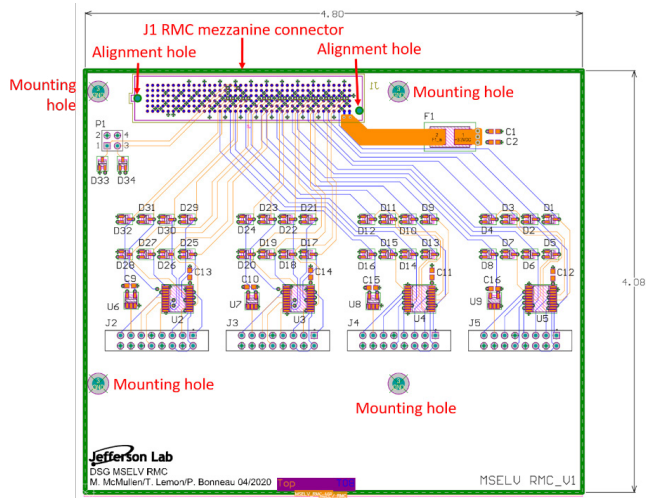 4.80
J1 RMC mezzanine connector
Alignment hole
Alignment hole
Mounting hole
Mounting hole
J1
F1
P1
2 4
1 3
C1
C2
D33 D34
4.08
D31 D29 D23 D21 D11 D9 D3 D1
D32 D30 D24 D22 D12 D10 D4 D2
D27 D25 D19 D17 D15 D13 D7 D5
D28 D26 D20 D18 D16 D14 D8 D6
C13 C14 C11 C12
C9 C10 C15 C16
U6 U2 U7 U3 U8 U4 U9 U5
J2 J3 J4 J5
Mounting hole
Mounting hole
Jefferson Lab
DSG MSELV RMC
M. McMullen/T. Lemon/P. Bonneau 04/2020
Top
MSELV RMC_V1